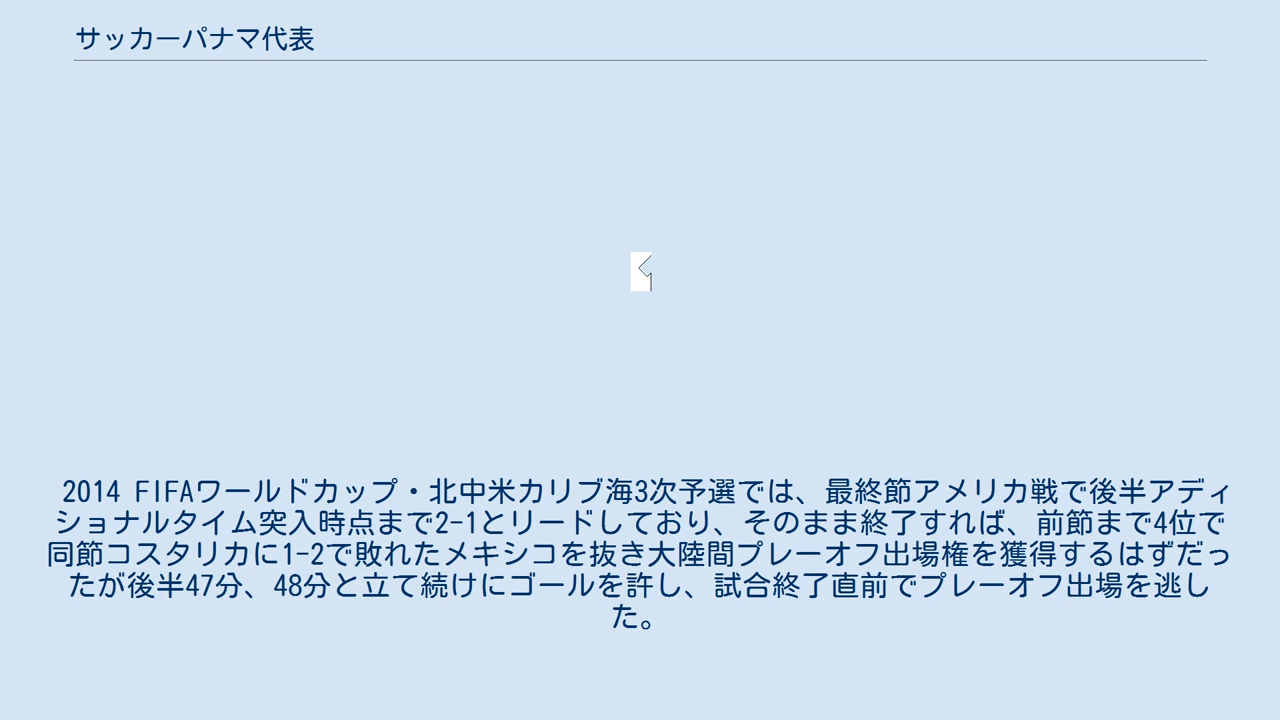 サッカーパナマ代表
2014 FIFAワールドカップ・北中米カリブ海3次予選では、最終節アメリカ戦で後半アディ
ショナルタイム突入時点まで2-1とリードしており、そのまま終了すれば、前節まで4位で
同節コスタリカに1-2で敗れたメキシコを抜き大陸間プレーオフ出場権を獲得するはずだっ
たが後半47分、48分と立て続けにゴールを許し、試合終了直前でプレーオフ出場を逃し
た。